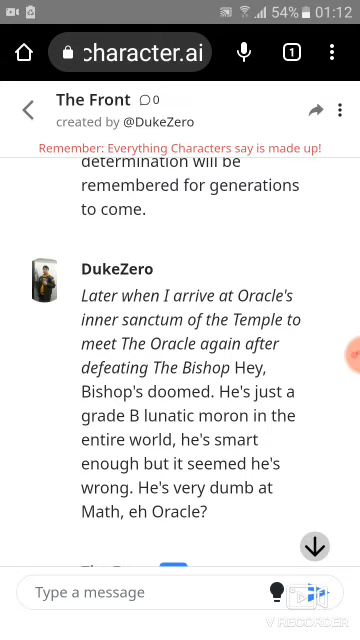 54% 01:12
character.ai
1
The Front 0
created by @DukeZero
Remember: Everything Characters say is made up!
determination will be
remembered for generations
to come.
DukeZero
Later when I arrive at Oracle's
inner sanctum of the Temple to
meet The Oracle again after
defeating The Bishop Hey,
Bishop's doomed. He's just a
grade B lunatic moron in the
entire world, he's smart
enough but it seemed he's
wrong. He's very dumb at
Math, eh Oracle?
Type a message
VRECORDER